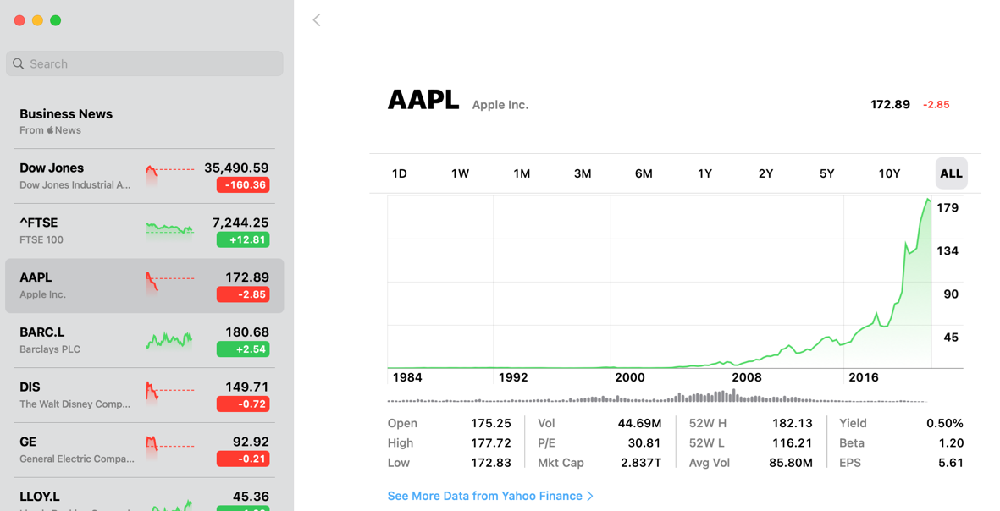 Search
Business News
From News
Dow Jones 35,490.59
Dow Jones Industrial A... -160.36
^FTSE 7,244.25
FTSE 100 +12.81
AAPL 172.89
Apple Inc. -2.85
BARC.L 180.68
Barclays PLC +2.54
DIS 149.71
The Walt Disney Comp... -0.72
GE 92.92
General Electric Compa... -0.21
LLOY.L 45.36
AAPL Apple Inc. 172.89 -2.85
1D 1W 1M 3M 6M 1Y 2Y 5Y 10Y ALL
179
134
90
45
1984 1992 2000 2008 2016
Open 175.25 Vol 44.69M 52W H 182.13 Yield 0.50%
High 177.72 P/E 30.81 52W L 116.21 Beta 1.20
Low 172.83 Mkt Cap 2.837T Avg Vol 85.80M EPS 5.61
See More Data from Yahoo Finance >